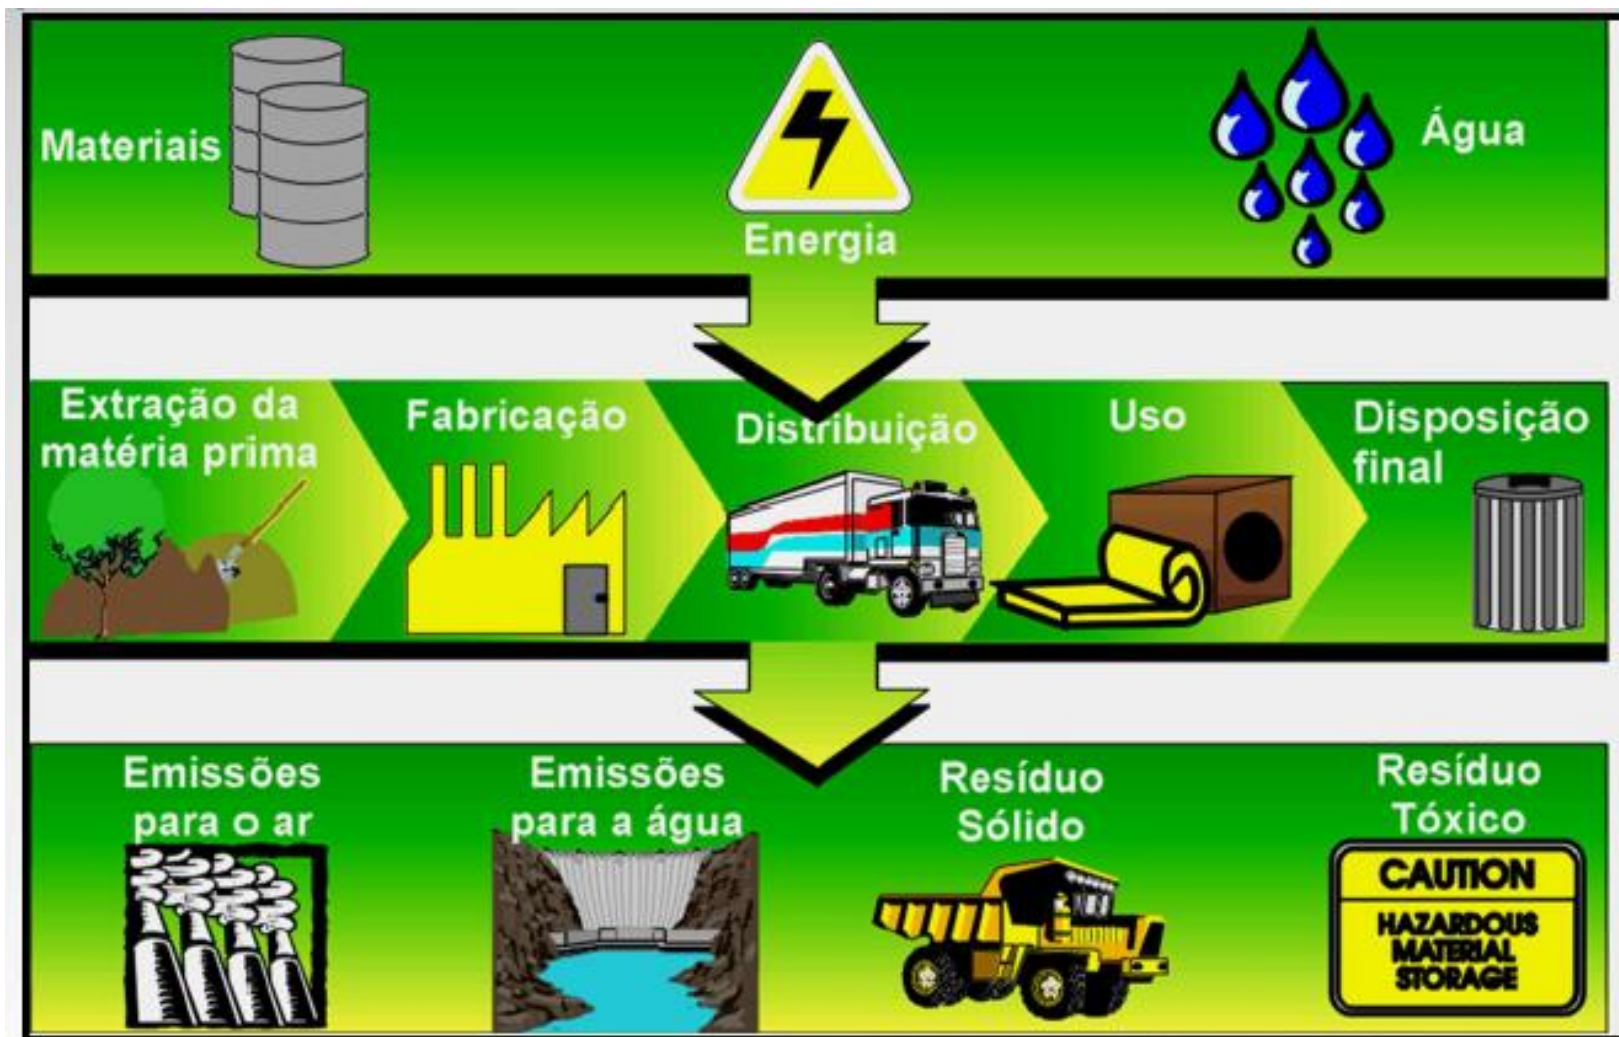 Materiais
Energia
Água
Extração da
matéria prima
Fabricação
Distribuição
Uso
Disposição
final
Emissões
para o ar
Emissões
para a água
Resíduo
Sólido
Resíduo
Tóxico
CAUTION
HAZARDOUS
MATERIAL
STORAGE